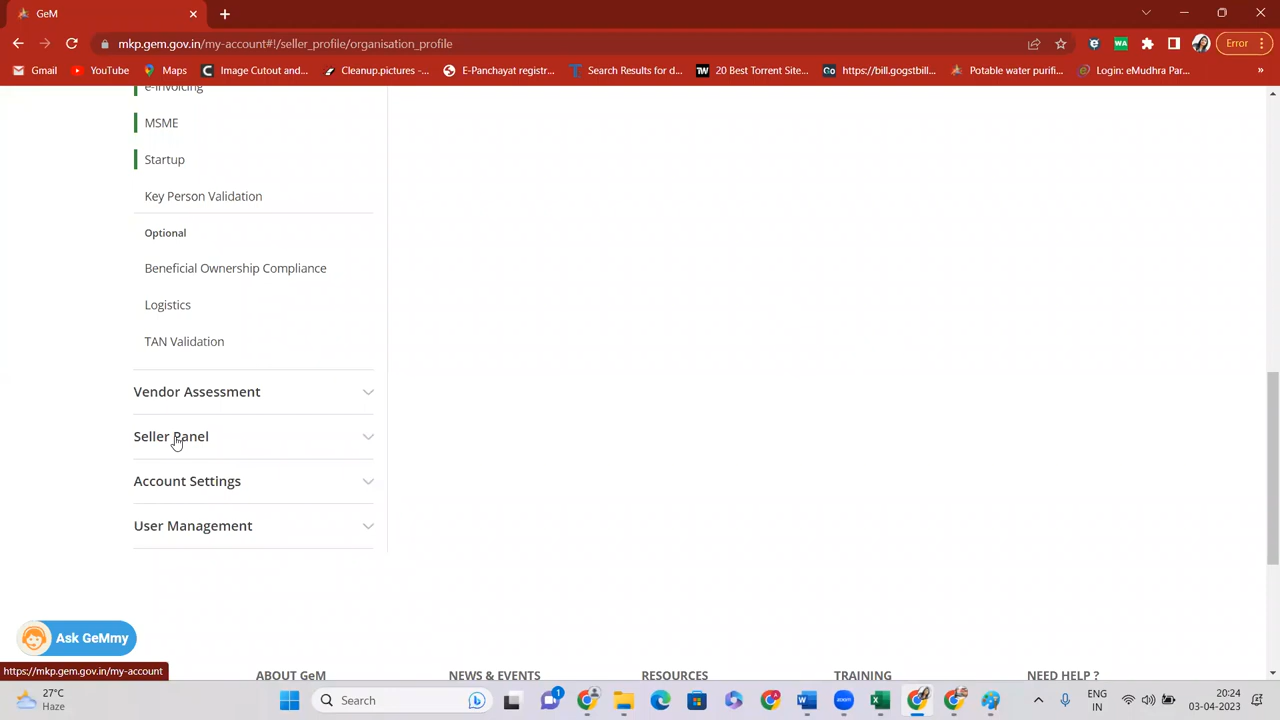 GeM
mkp.gem.gov.in/my-account#!/seller_profile/organisation_profile
Error
Gmail
YouTube
Maps
Image Cutout and...
Cleanup.pictures -...
E-Panchayat registr...
Search Results for d...
20 Best Torrent Site...
https://bill.gogstbill...
Potable water purifi...
Login: eMudhra Par...
»
e-Invoicing
MSME
Startup
Key Person Validation
Optional
Beneficial Ownership Compliance
Logistics
TAN Validation
Vendor Assessment
Seller Panel
Account Settings
User Management
Ask GeMmy
https://mkp.gem.gov.in/my-account
ABOUT GeM
NEWS & EVENTS
RESOURCES
TRAINING
NEED HELP ?
27°C
Haze
Search
1
zoom
ENG
IN
20:24
03-04-2023